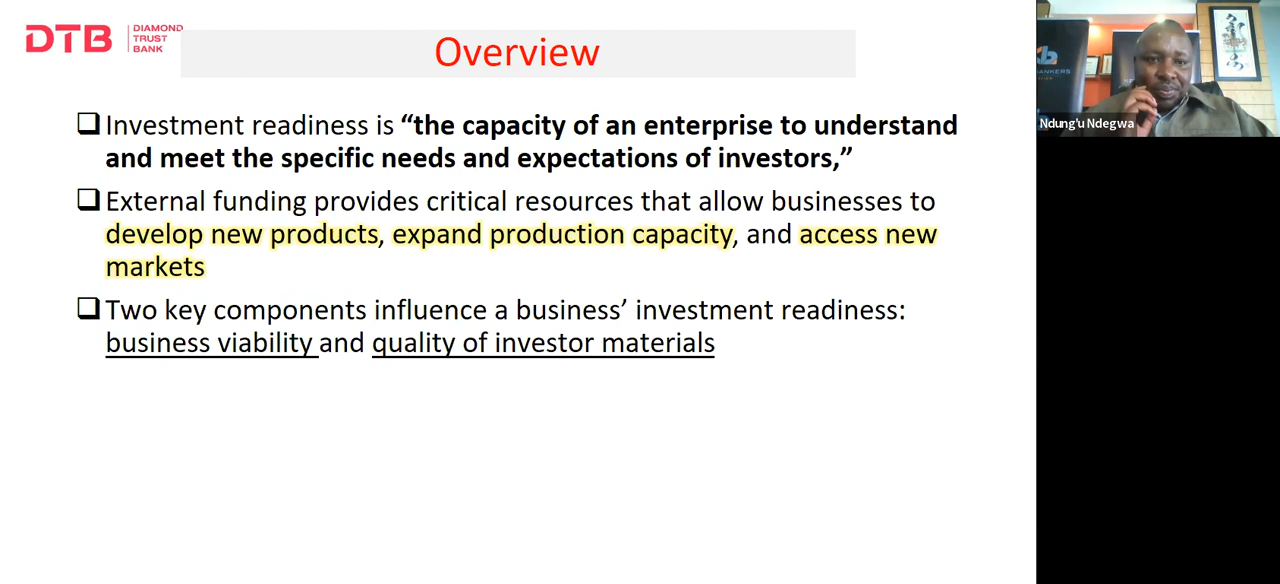 DTB
DIAMOND
TRUST
BANK
Overview
Investment readiness is “the capacity of an enterprise to understand
and meet the specific needs and expectations of investors,”
External funding provides critical resources that allow businesses to
develop new products, expand production capacity, and access new
markets
Two key components influence a business’ investment readiness:
business viability and quality of investor materials
Ndung'u Ndegwa